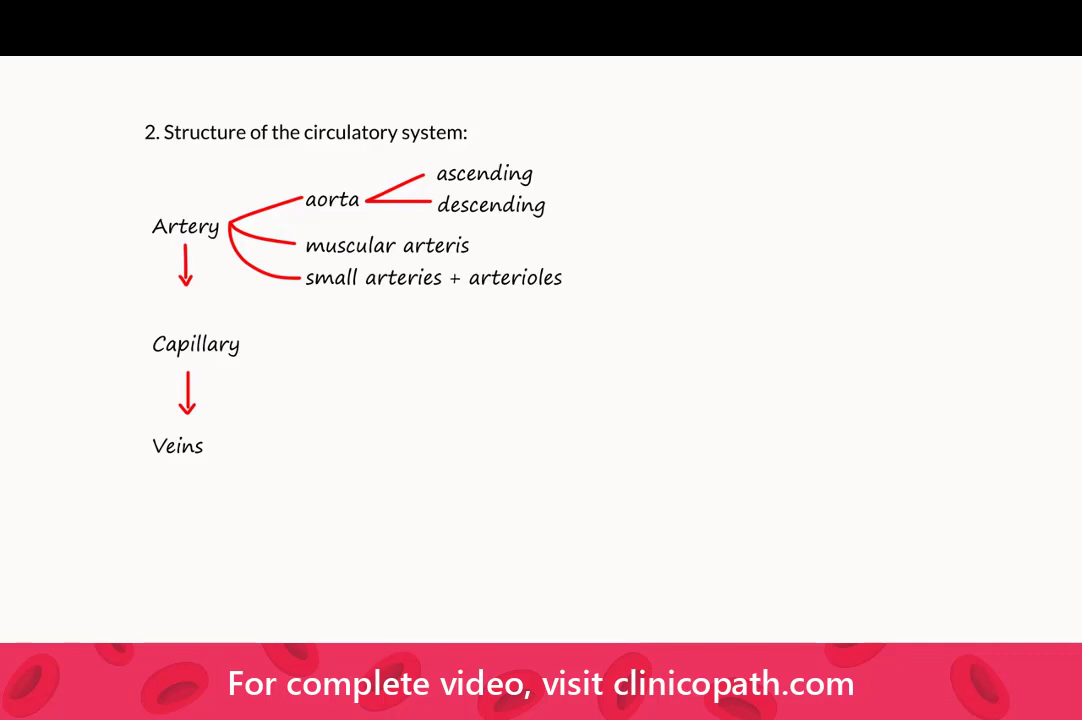 2. Structure of the circulatory system:
ascending
aorta
descending
Artery
muscular arteris
small arteries + arterioles
Capillary
Veins
For complete video, visit clinicopath.com